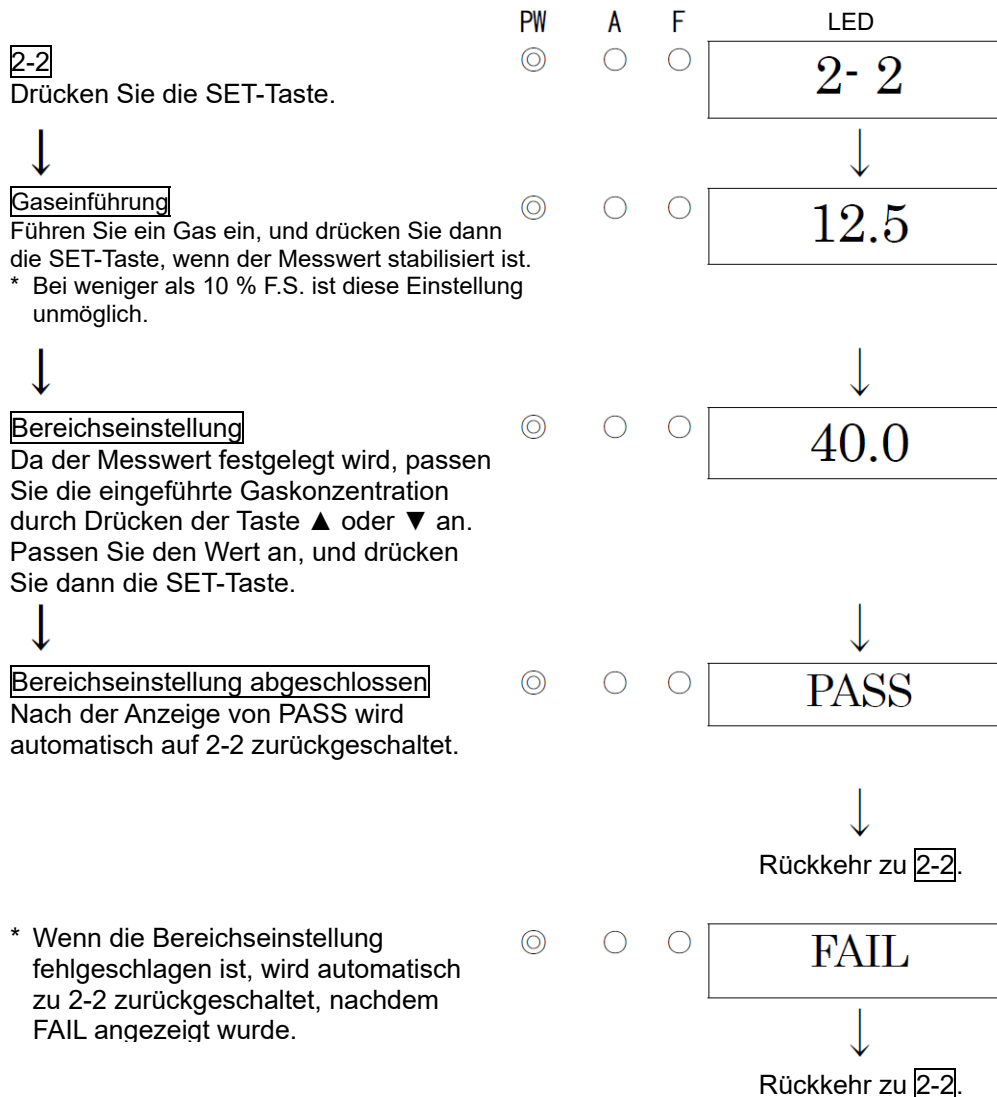 PW A F LED
2-2
Drücken Sie die SET-Taste.
2- 2
Gaseinführung
Führen Sie ein Gas ein, und drücken Sie dann
die SET-Taste, wenn der Messwert stabilisiert ist.
* Bei weniger als 10 % F.S. ist diese Einstellung
unmöglich.
12.5
Bereichseinstellung
Da der Messwert festgelegt wird, passen
Sie die eingeführte Gaskonzentration
durch Drücken der Taste ▲ oder ▼ an.
Passen Sie den Wert an, und drücken
Sie dann die SET-Taste.
40.0
Bereichseinstellung abgeschlossen
Nach der Anzeige von PASS wird
automatisch auf 2-2 zurückgeschaltet.
PASS
Rückkehr zu 2-2.
* Wenn die Bereichseinstellung
fehlgeschlagen ist, wird automatisch
zu 2-2 zurückgeschaltet, nachdem
FAIL angezeigt wurde.
FAIL
Rückkehr zu 2-2.